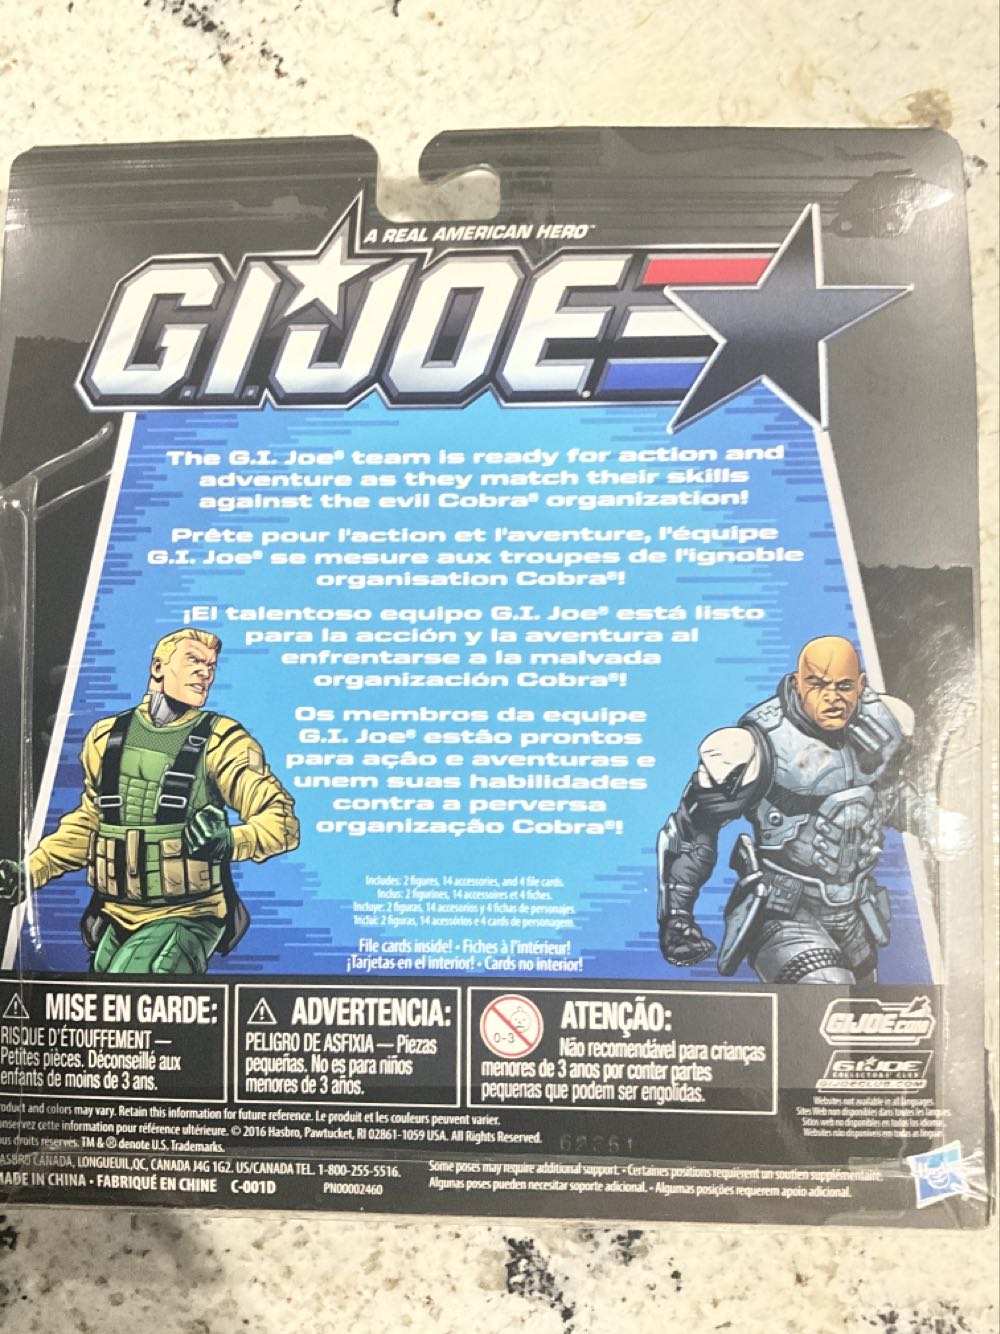 A REAL AMERICAN HERO™
G.I.JOE
The G.I. Joe® team is ready for action and
adventure as they match their skills
against the evil Cobra® organization!
Prête pour l'action et l'aventure, l'équipe
G.I. Joe® se mesure aux troupes de l'ignoble
organisation Cobra®!
¡El talentoso equipo G.I. Joe® está listo
para la acción y la aventura al
enfrentarse a la malvada
organización Cobra®!
Os membros da equipe
G.I. Joe® estão prontos
para ação e aventuras e
unem suas habilidades
contra a perversa
organização Cobra®!
Includes: 2 figures, 14 accessories, and 4 file cards.
Inclus: 2 figurines, 14 accessoires et 4 fiches.
Incluye: 2 figuras, 14 accesorios y 4 fichas de personajes.
Inclui: 2 figuras, 14 acessórios e 4 cards de personagem.
File cards inside! • Fiches à l'intérieur!
¡Tarjetas en el interior! • Cards no interior!
MISE EN GARDE:
RISQUE D'ÉTOUFFEMENT —
Petites pièces. Déconseillé aux
enfants de moins de 3 ans.
ADVERTENCIA:
PELIGRO DE ASFIXIA — Piezas
pequeñas. No es para niños
menores de 3 años.
0-3
ATENÇÃO:
Não recomendável para crianças
menores de 3 anos por conter partes
pequenas que podem ser engolidas.
GIJOE.COM
G.I.JOE
COLLECTORS' CLUB
GIJOECLUB.COM
Websites not available in all languages.
Sites Web non disponibles dans toutes les langues.
Sitios web no disponibles en todos los idiomas.
Websites não disponíveis em todas as línguas.
and colors may vary. Retain this information for future reference. Le produit et les couleurs peuvent varier.
cette information pour référence ultérieure. © 2016 Hasbro, Pawtucket, RI 02861-1059 USA. All Rights Reserved.
droits réservés. TM & ® denote U.S. Trademarks.
62351
CANADA, LONGUEUIL, QC, CANADA J4G 1G2. US/CANADA TEL. 1-800-255-5516.
MADE IN CHINA • FABRIQUÉ EN CHINE C-001D PN00002460
Some poses may require additional support. • Certaines positions requièrent un soutien supplémentaire.
Algunas poses pueden necesitar soporte adicional. • Algumas posições requerem apoio adicional.
Hasbro